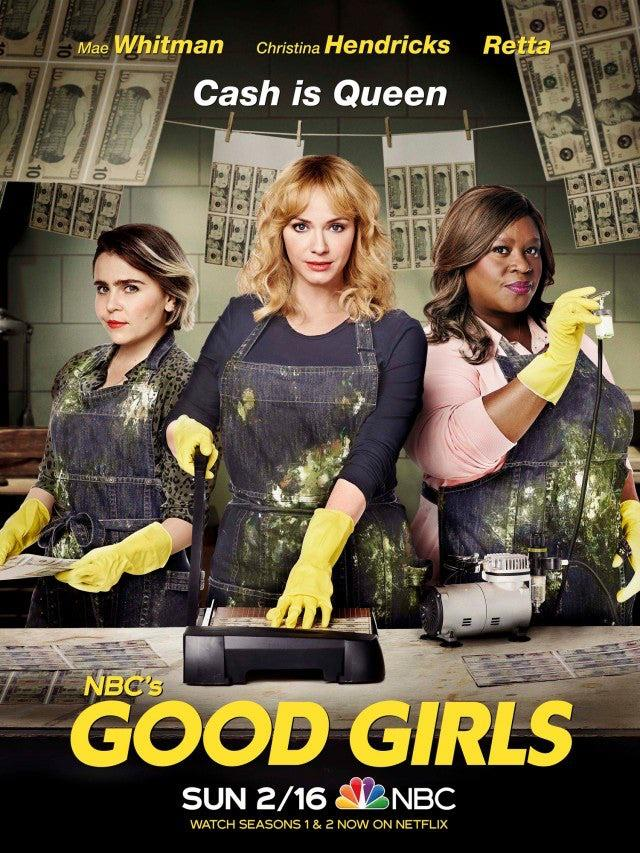 Mae Whitman Christina Hendricks Retta
Cash is Queen
NBC's
GOOD GIRLS
SUN 2/16 NBC
WATCH SEASONS 1 & 2 NOW ON NETFLIX